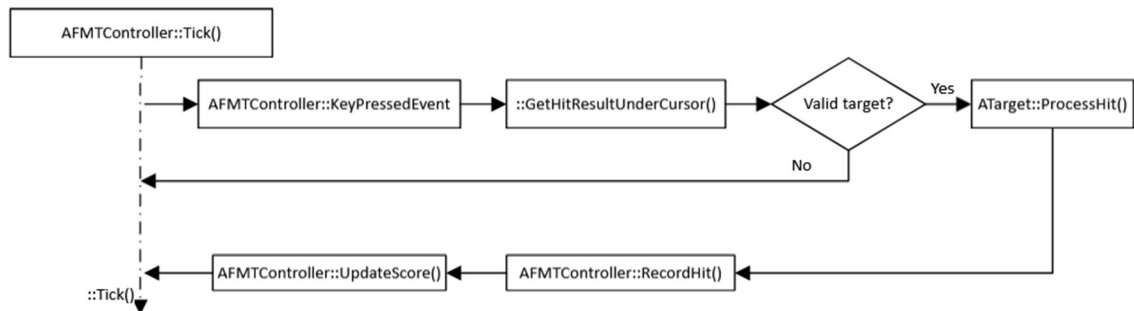 AFMTController::Tick()
AFMTController::KeyPressedEvent
::GetHitResultUnderCursor()
Valid target?
Yes
ATarget::ProcessHit()
No
AFMTController::UpdateScore()
AFMTController::RecordHit()
::Tick()